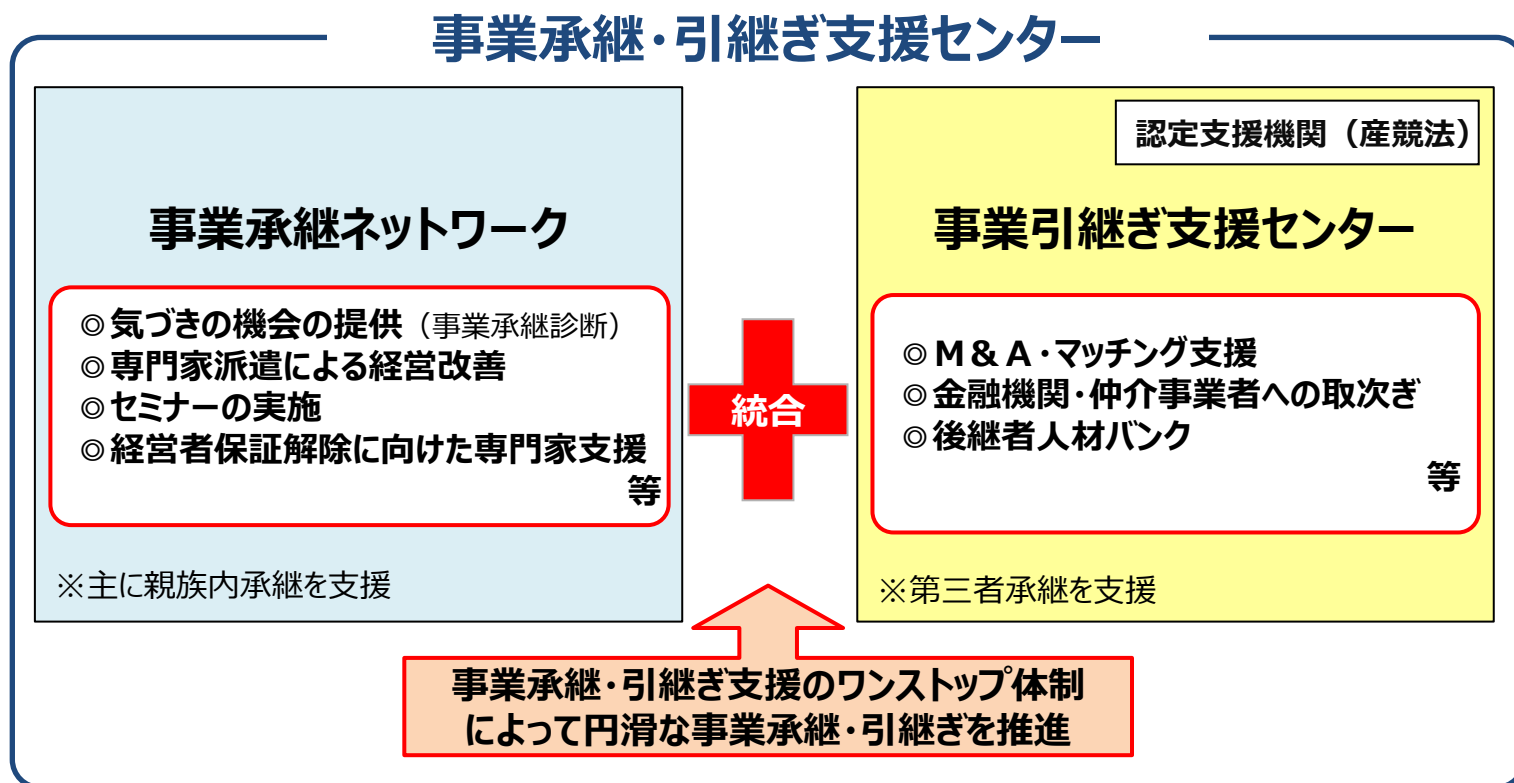 事業承継・引継ぎ支援センター
事業承継ネットワーク
◎気づきの機会の提供（事業承継診断）
◎専門家派遣による経営改善
◎セミナーの実施
◎経営者保証解除に向けた専門家支援
等
※主に親族内承継を支援
統合
認定支援機関（産競法）
事業引継ぎ支援センター
◎Ｍ＆Ａ・マッチング支援
◎金融機関・仲介事業者への取次ぎ
◎後継者人材バンク
等
※第三者承継を支援
事業承継・引継ぎ支援のワンストップ体制
によって円滑な事業承継・引継ぎを推進